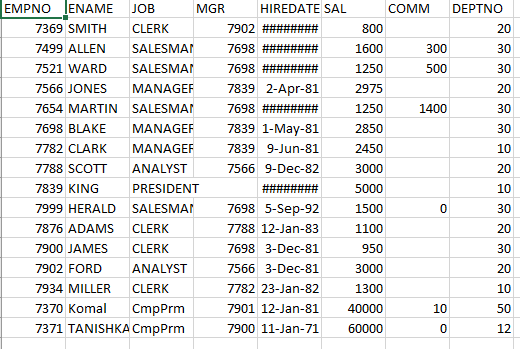 EMPNO ENAME JOB MGR HIREDATE SAL COMM DEPTNO
7369 SMITH CLERK 7902 ######## 800 20
7499 ALLEN SALESMAN 7698 ######## 1600 300 30
7521 WARD SALESMAN 7698 ######## 1250 500 30
7566 JONES MANAGER 7839 2-Apr-81 2975 20
7654 MARTIN SALESMAN 7698 ######## 1250 1400 30
7698 BLAKE MANAGER 7839 1-May-81 2850 30
7782 CLARK MANAGER 7839 9-Jun-81 2450 10
7788 SCOTT ANALYST 7566 9-Dec-82 3000 20
7839 KING PRESIDENT ######## 5000 10
7999 HERALD SALESMAN 7698 5-Sep-92 1500 0 30
7876 ADAMS CLERK 7788 12-Jan-83 1100 20
7900 JAMES CLERK 7698 3-Dec-81 950 30
7902 FORD ANALYST 7566 3-Dec-81 3000 20
7934 MILLER CLERK 7782 23-Jan-82 1300 10
7370 Komal CmpPrm 7901 12-Jan-81 40000 10 50
7371 TANISHKA CmpPrm 7900 11-Jan-71 60000 0 12